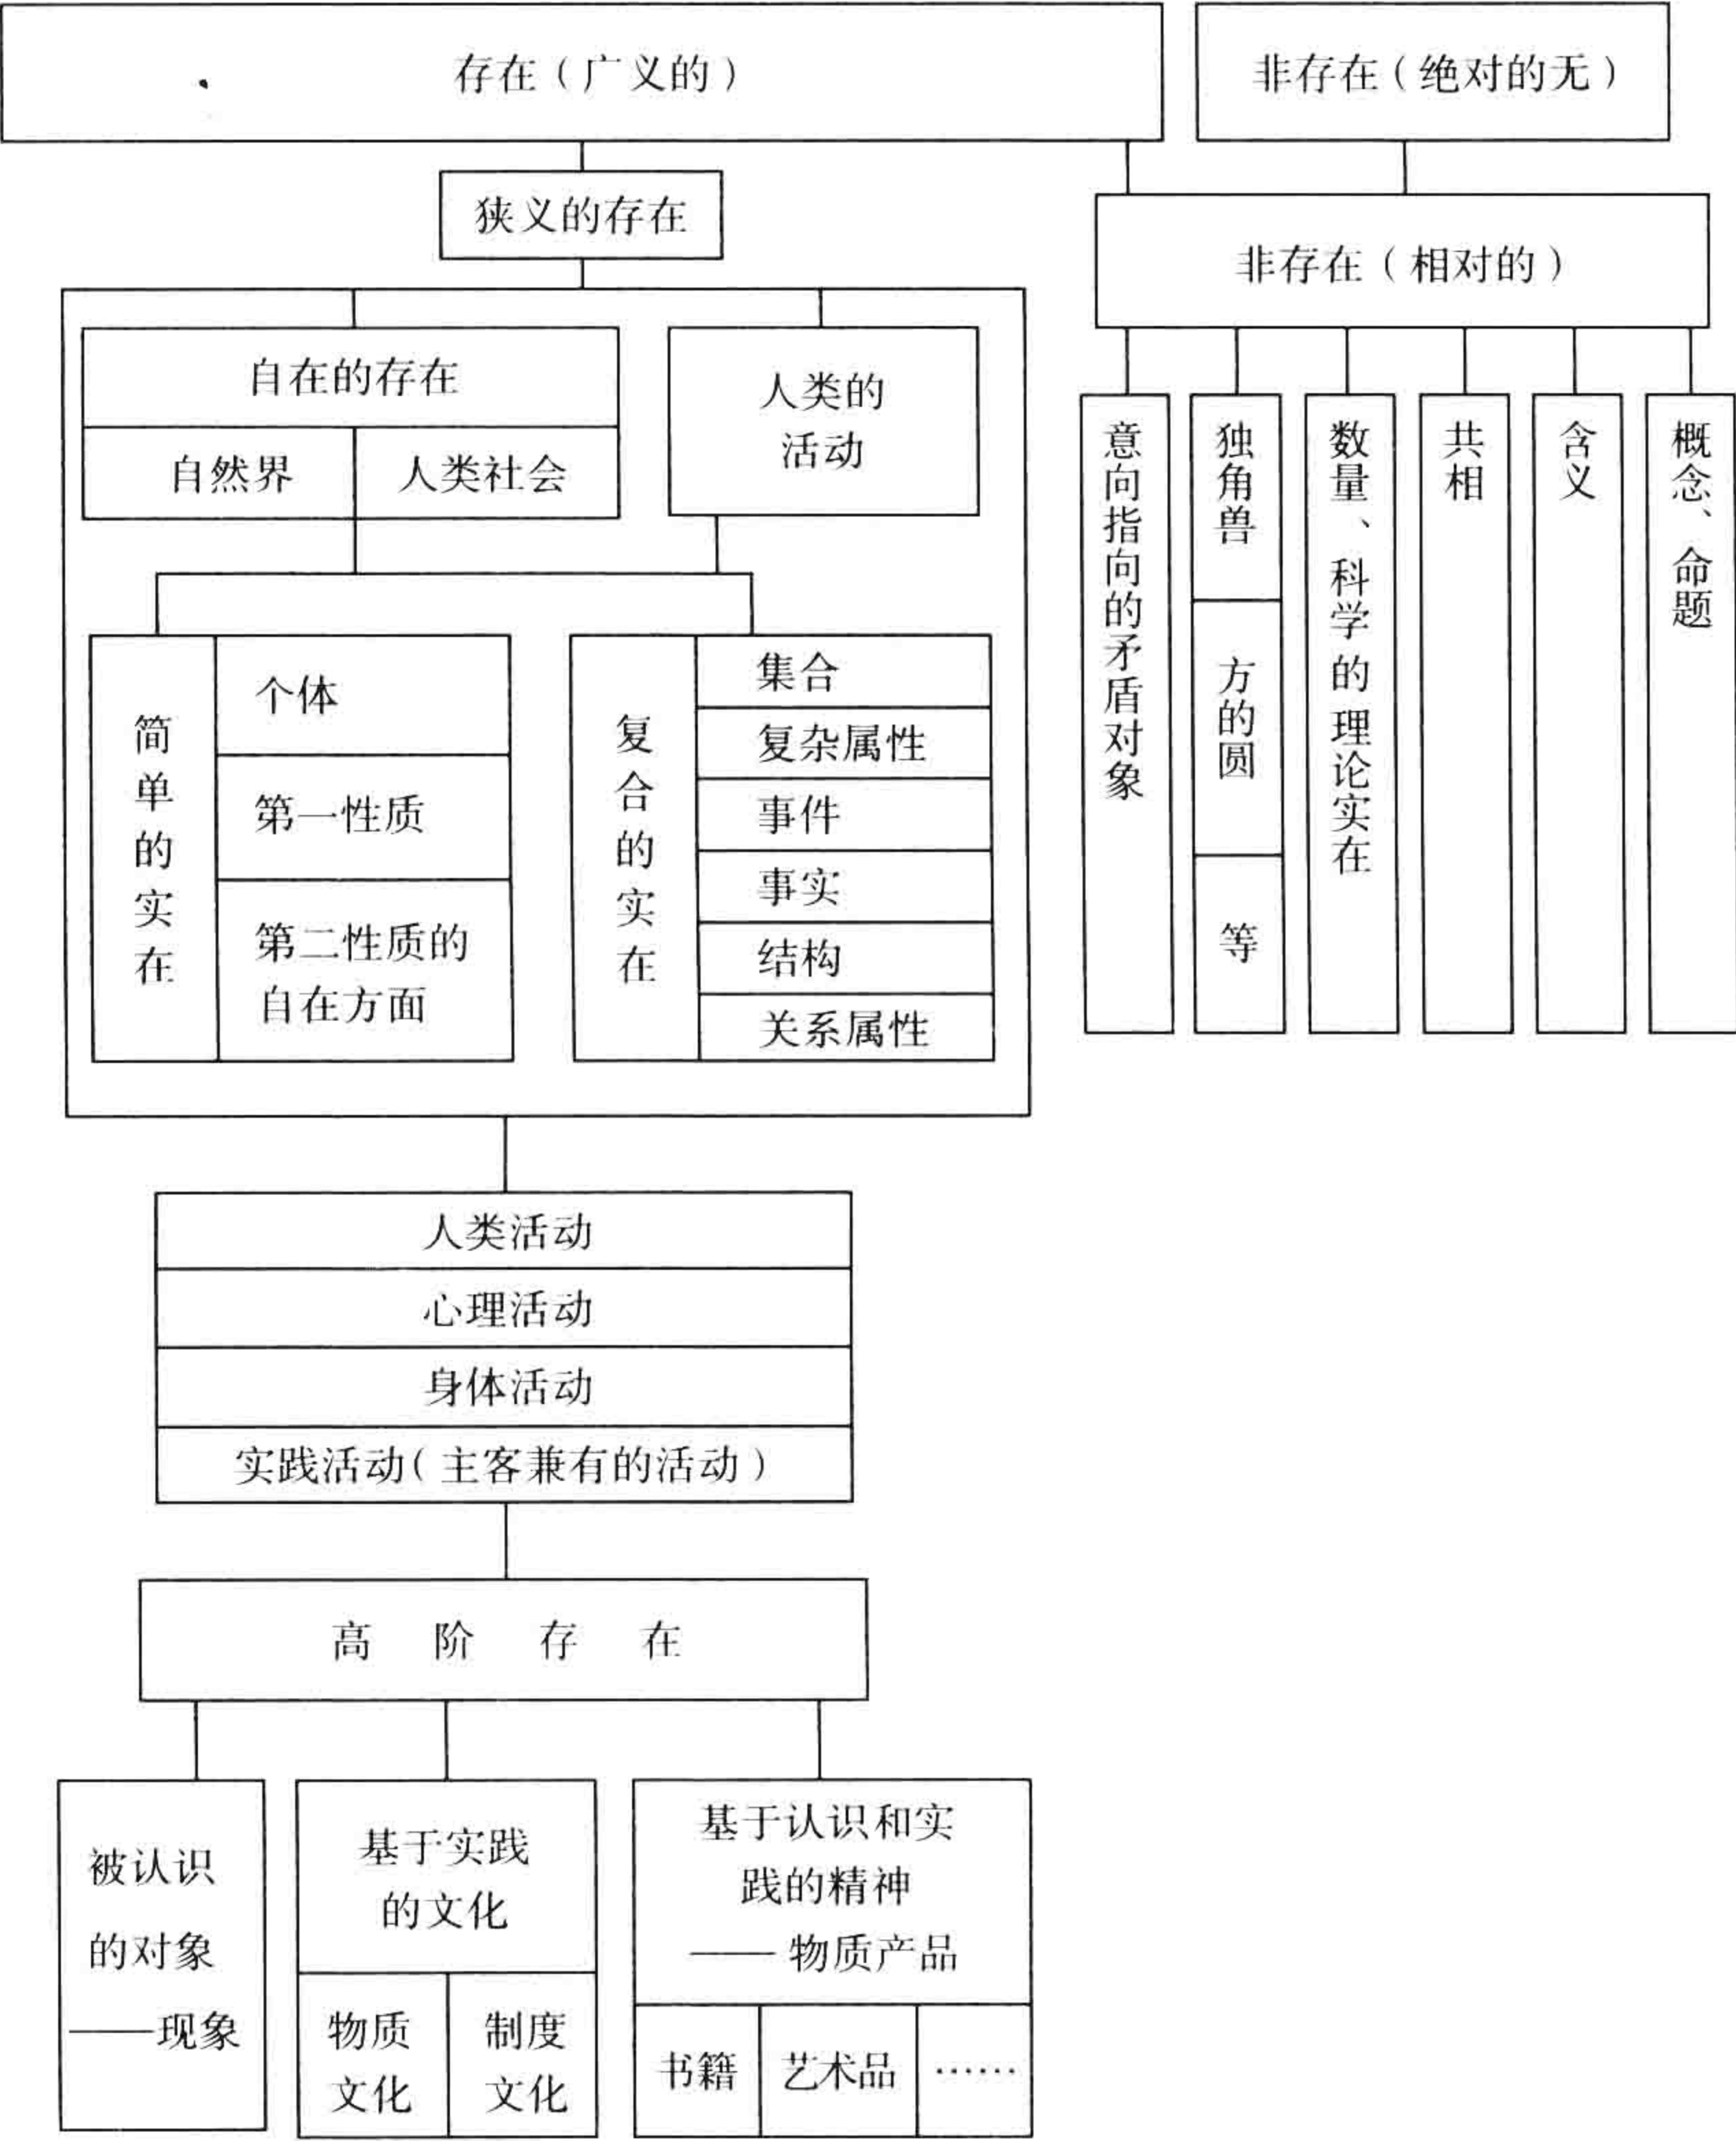 存在（广义的）
非存在（绝对的无）
狭义的存在
非存在（相对的）
自在的存在
自然界
人类社会
人类的
活动
简单的实在
个体
第一性质
第二性质的
自在方面
复合的实在
集合
复杂属性
事件
事实
结构
关系属性
意向指向的矛盾对象
独角兽
方的圆
等
数量、科学的理论实在
共相
含义
概念、命题
人类活动
心理活动
身体活动
实践活动（主客兼有的活动）
高阶存在
被认识
的对象
——现象
基于实践
的文化
物质
文化
制度
文化
基于认识和实
践的精神
——物质产品
书籍
艺术品
……